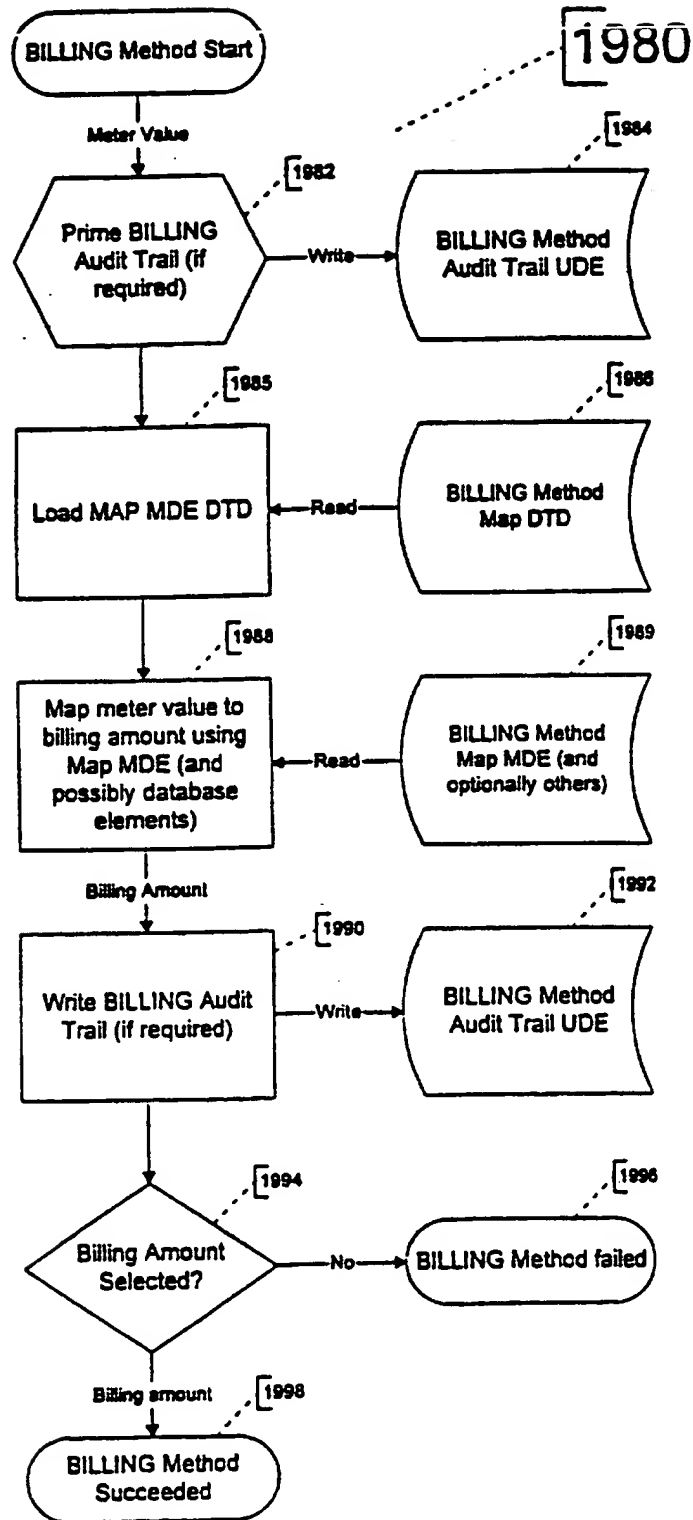 BILLING Method Start
1980
Meter Value
1982
1984
Prime BILLING
Audit Trail (if
required)
Write
BILLING Method
Audit Trail UDE
1985
1986
Load MAP MDE DTD
Read
BILLING Method
Map DTD
1988
1989
Map meter value to
billing amount using
Map MDE (and
possibly database
elements)
Read
BILLING Method
Map MDE (and
optionally others)
Billing Amount
1990
1992
Write BILLING Audit
Trail (if required)
Write
BILLING Method
Audit Trail UDE
1994
1996
Billing Amount
Selected?
No
BILLING Method failed
Billing amount
1998
BILLING Method
Succeeded